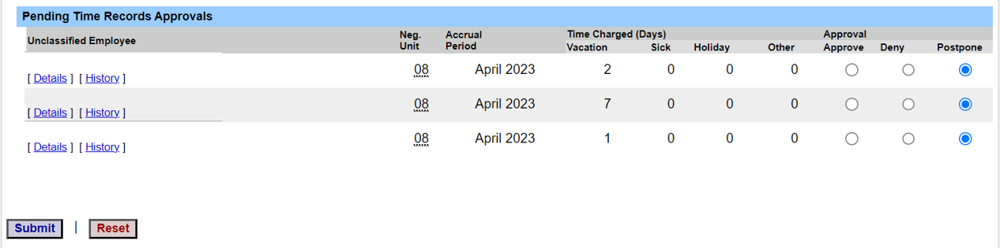 Pending Time Records Approvals
Unclassified Employee Neg. Unit Accrual Period Time Charged (Days) Approval
Vacation Sick Holiday Other Approve Deny Postpone
08 April 2023 2 0 0 0
[ Details ] [ History ]
08 April 2023 7 0 0 0
[ Details ] [ History ]
08 April 2023 1 0 0 0
[ Details ] [ History ]
Submit | Reset